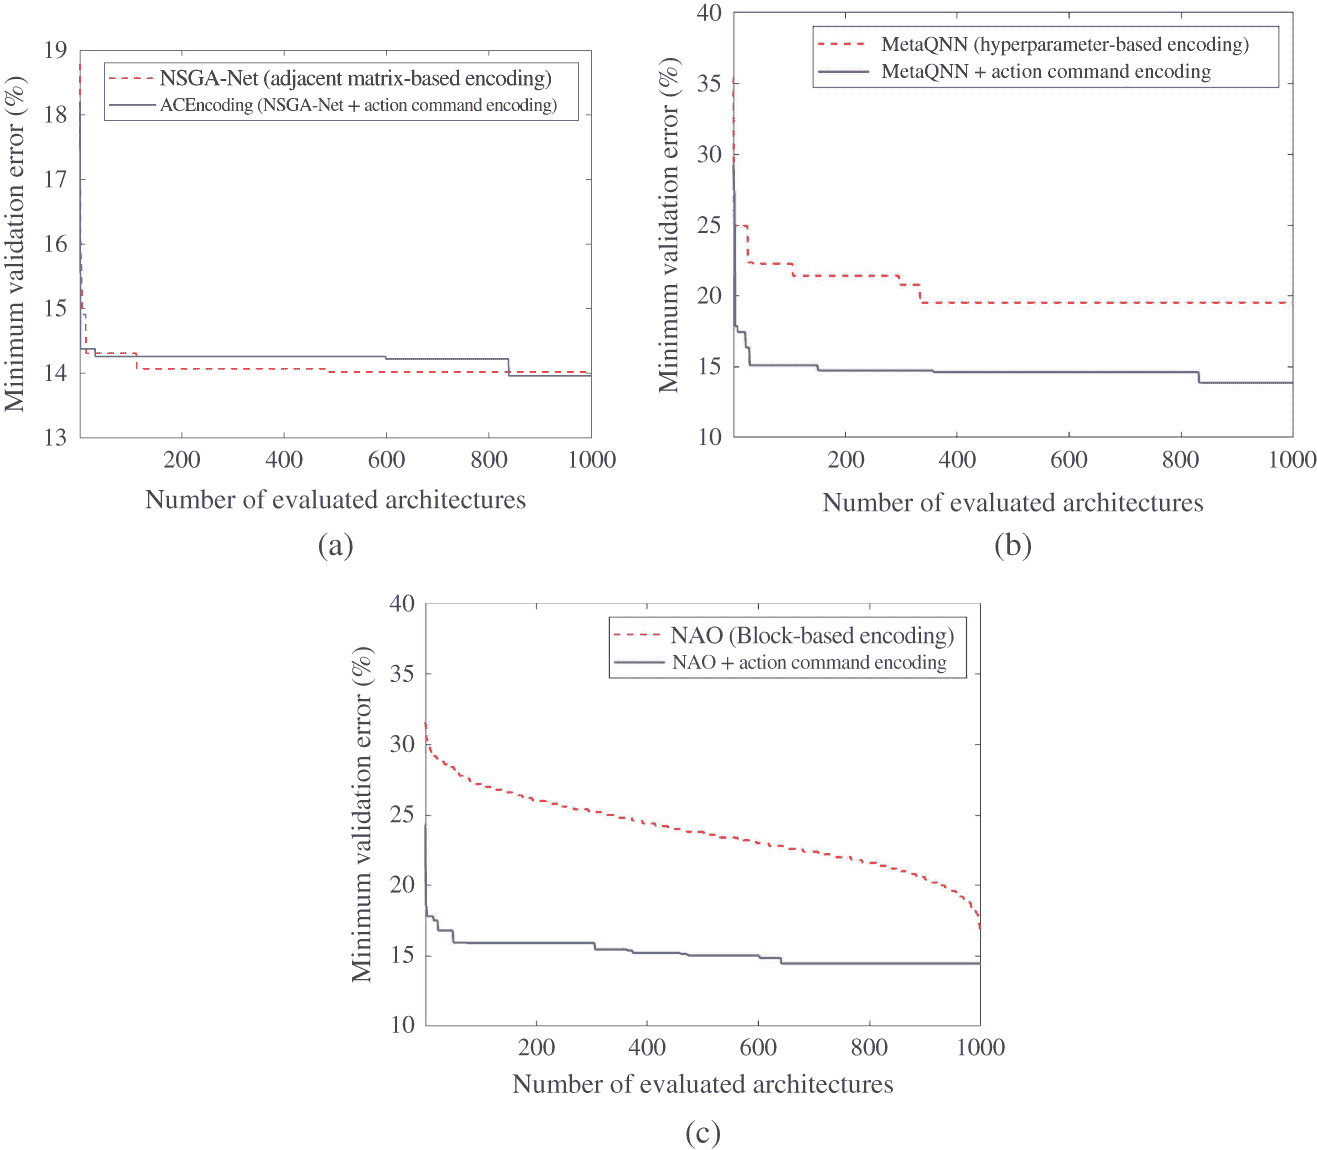 Minimum validation error (%)
19
18
17
16
15
14
13
NSGA-Net (adjacent matrix-based encoding)
ACEncoding (NSGA-Net + action command encoding)
200
400
600
800
1000
Number of evaluated architectures
(a)
Minimum validation error (%)
40
35
30
25
20
15
10
MetaQNN (hyperparameter-based encoding)
MetaQNN + action command encoding
200
400
600
800
1000
Number of evaluated architectures
(b)
Minimum validation error (%)
40
35
30
25
20
15
10
NAO (Block-based encoding)
NAO + action command encoding
200
400
600
800
1000
Number of evaluated architectures
(c)